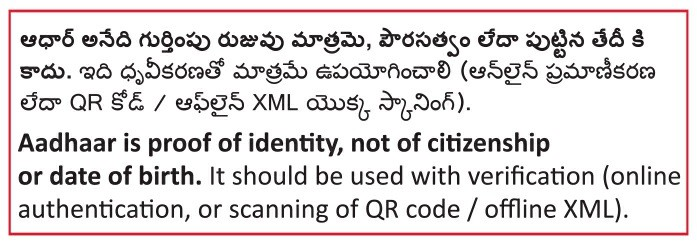 ఆధార్ అనేది గుర్తింపు రుజువు మాత్రమె, పౌరసత్వం లేదా పుట్టిన తేదీ కి
కాదు. ఇది ధృవీకరణతో మాత్రమే ఉపయోగించాలి (ఆన్‌లైన్ ప్రమాణీకరణ
లేదా QR కోడ్ / ఆఫ్‌లైన్ XML యొక్క స్కానింగ్).
Aadhaar is proof of identity, not of citizenship
or date of birth. It should be used with verification (online
authentication, or scanning of QR code / offline XML).